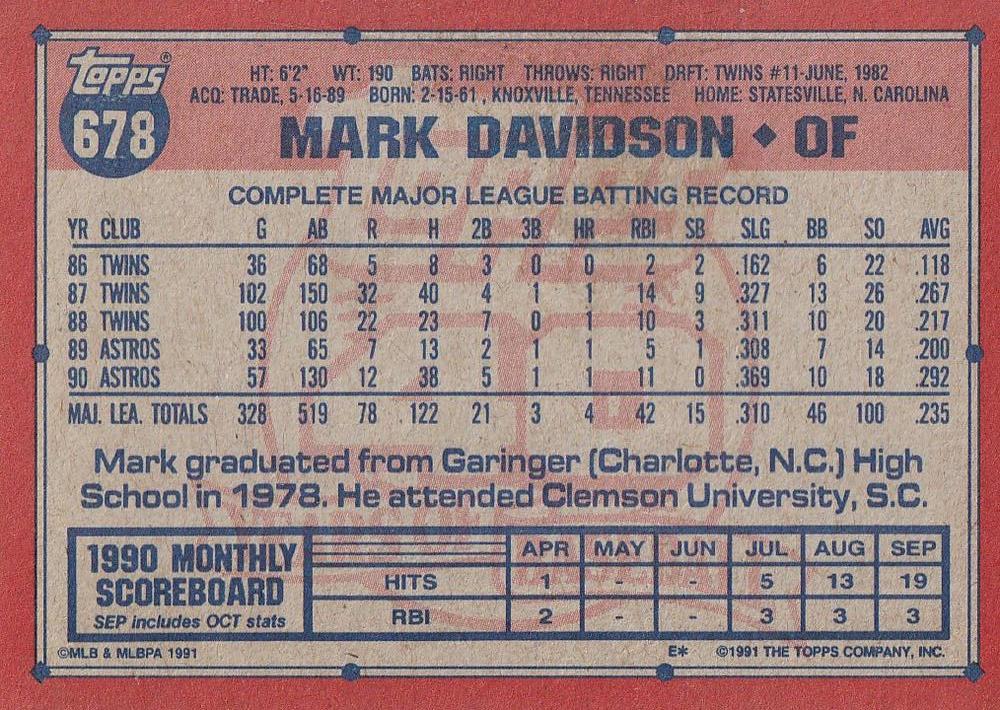 Topps®
678
HT: 6'2" WT: 190 BATS: RIGHT THROWS: RIGHT DRFT: TWINS #11-JUNE, 1982
ACQ: TRADE, 5-16-89 BORN: 2-15-61, KNOXVILLE, TENNESSEE HOME: STATESVILLE, N. CAROLINA
MARK DAVIDSON ◆ OF
COMPLETE MAJOR LEAGUE BATTING RECORD
YR CLUB G AB R H 2B 3B HR RBI SB SLG BB SO AVG
86 TWINS 36 68 5 8 3 0 0 2 2 .162 6 22 .118
87 TWINS 102 150 32 40 4 1 1 14 9 .327 13 26 .267
88 TWINS 100 106 22 23 7 0 1 10 3 .311 10 20 .217
89 ASTROS 33 65 7 13 2 1 1 5 1 .308 7 14 .200
90 ASTROS 57 130 12 38 5 1 1 11 0 .369 10 18 .292
MAJ. LEA. TOTALS 328 519 78 122 21 3 4 42 15 .310 46 100 .235
Mark graduated from Garinger (Charlotte, N.C.) High
School in 1978. He attended Clemson University, S.C.
1990 MONTHLY
SCOREBOARD
SEP includes OCT stats
APR MAY JUN JUL AUG SEP
HITS 1 - - 5 13 19
RBI 2 - - 3 3 3
©MLB & MLBPA 1991
E* ©1991 THE TOPPS COMPANY, INC.